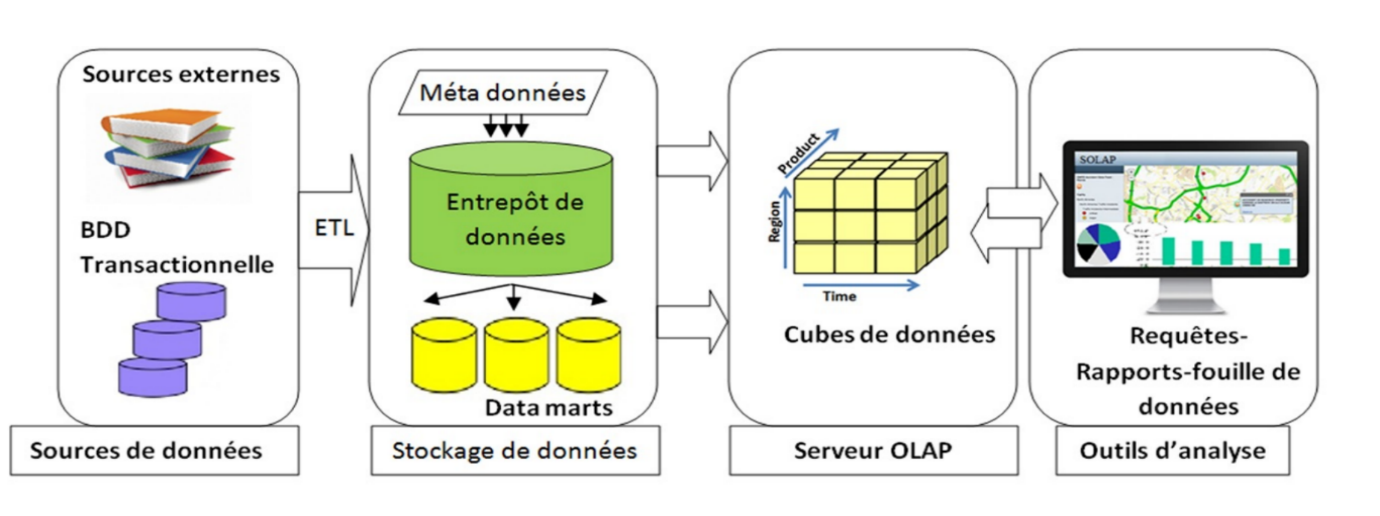 Sources externes
BDD
Transactionnelle
Sources de données
ETL
Méta données
Entrepôt de
données
Data marts
Stockage de données
Product
Region
Time
Cubes de données
Serveur OLAP
SOLAP
Requêtes-
Rapports-fouille de
données
Outils d’analyse